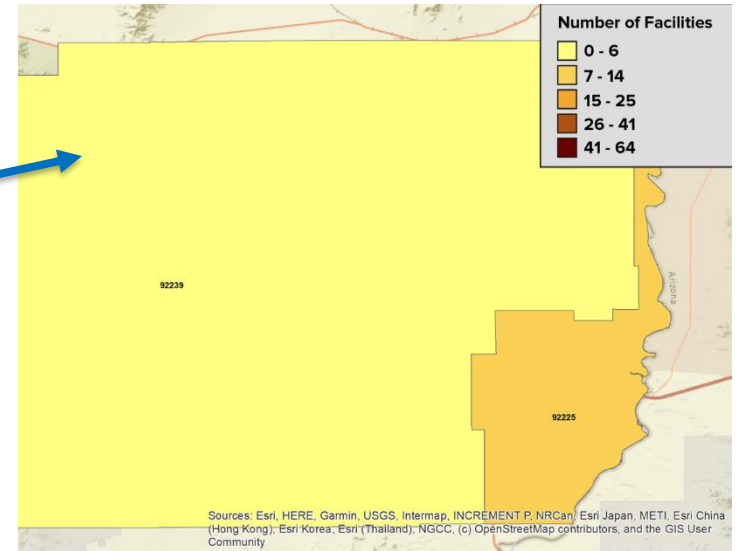 Number of Facilities
0 - 6
7 - 14
15 - 25
26 - 41
41 - 64
Arizona
92239
92225
Sources: Esri, HERE, Garmin, USGS, Intermap, INCREMENT P, NRCan, Esri Japan, METI, Esri China
(Hong Kong), Esri Korea, Esri (Thailand), NGCC, (c) OpenStreetMap contributors, and the GIS User
Community